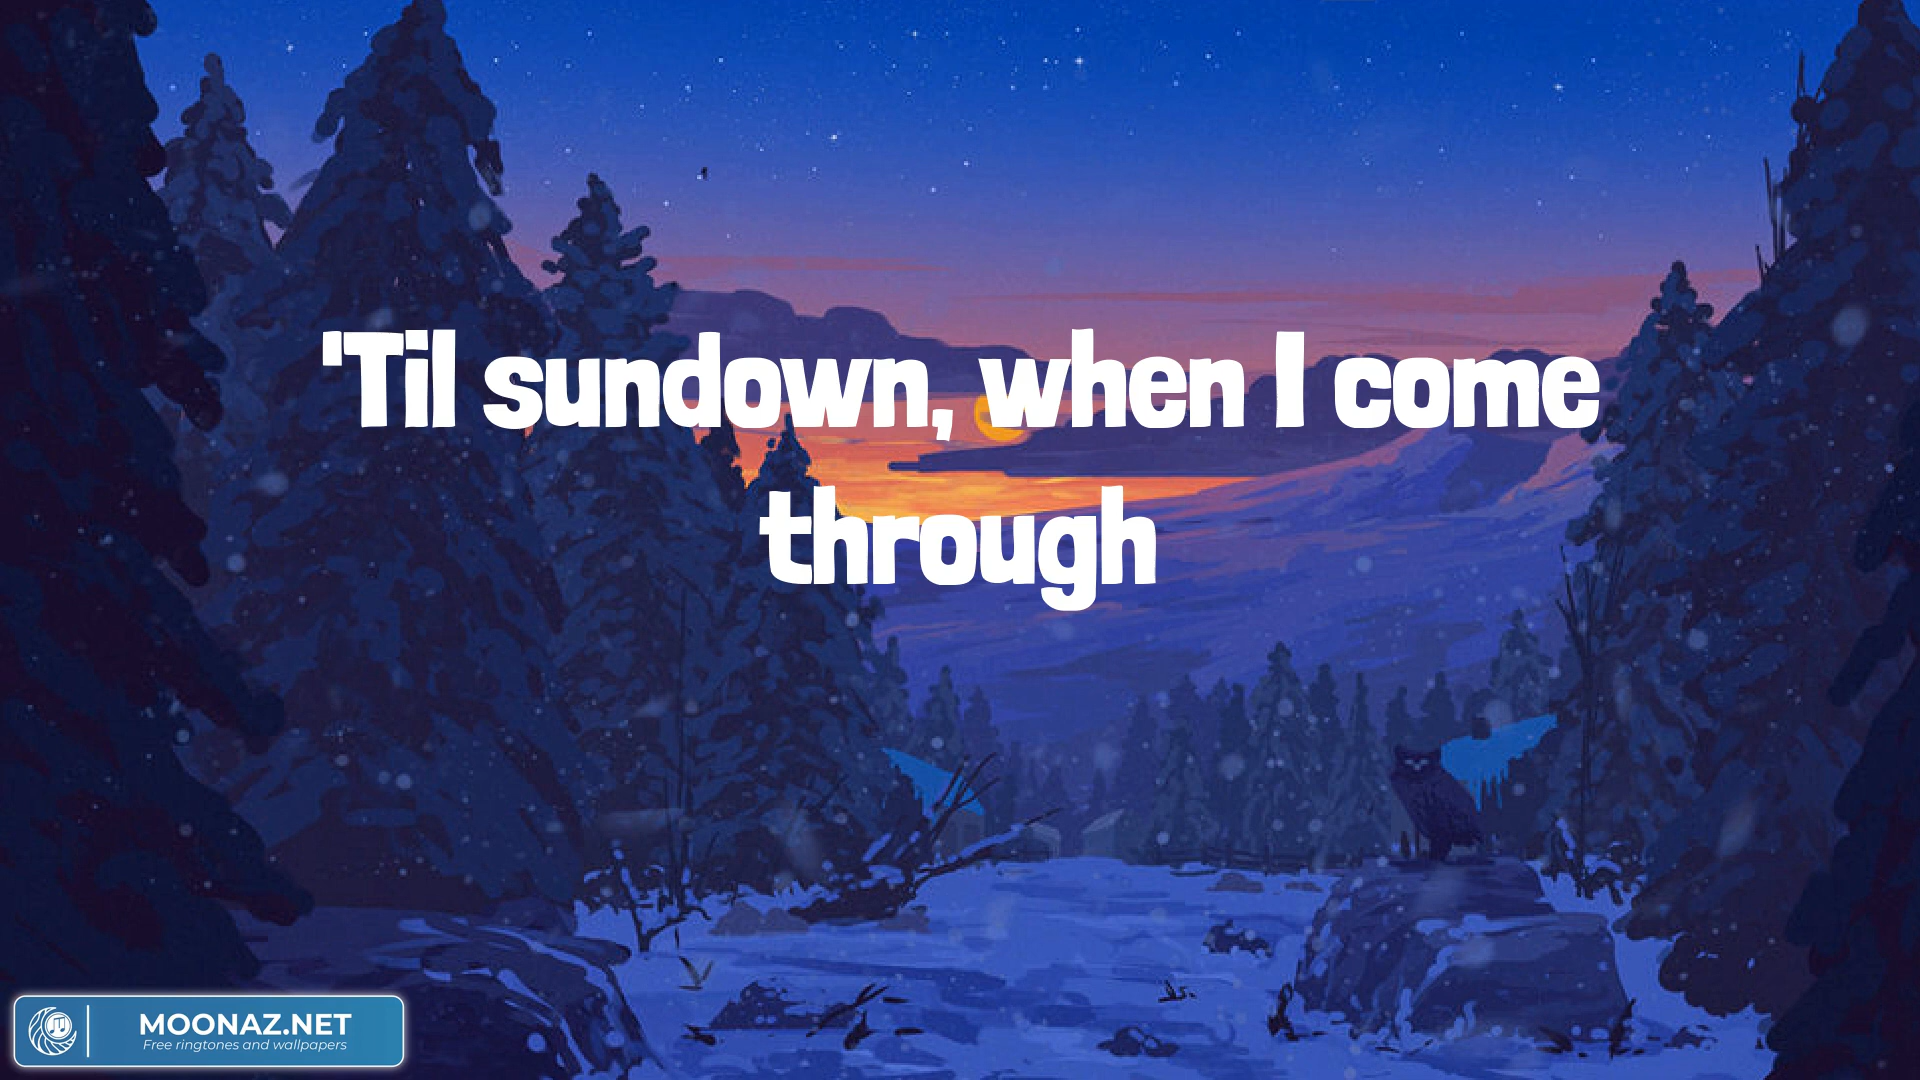 'Til sundown, when I come
through
MOONAZ.NET
Free ringtones and wallpapers